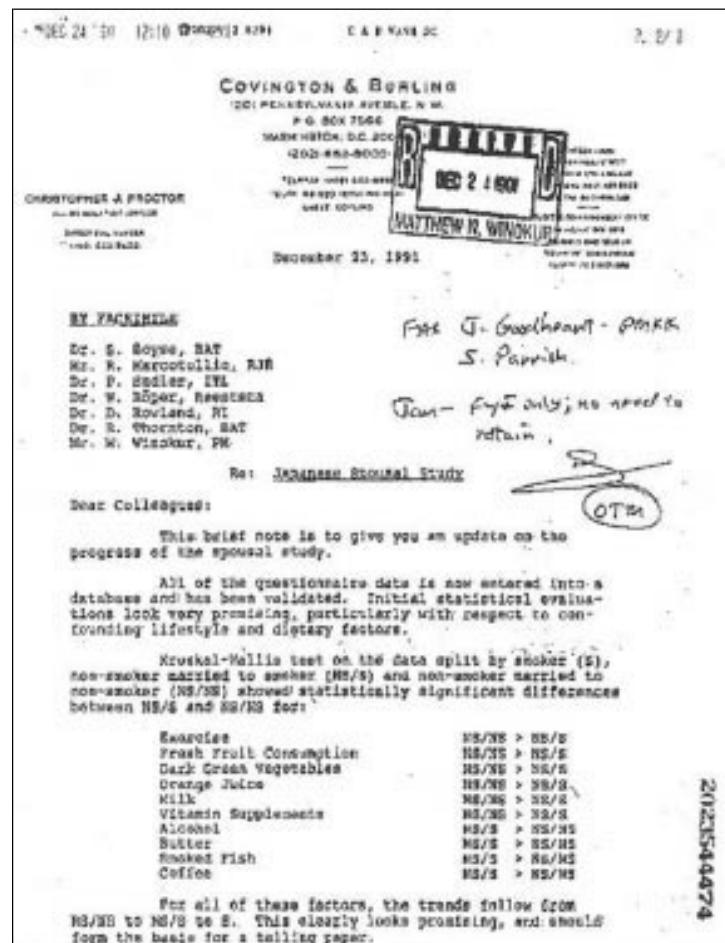 DEC 24 12:10
C & B WASH DC
P. 2/3
COVINGTON & BURLING
1201 PENNSYLVANIA AVENUE, N.W.
P.O. BOX 7566
WASHINGTON, D.C.
(202) 662-6000
RECEIVED
DEC 24 1991
MATTHEW N. WINOKUR
CHRISTOPHER J. PROCTOR
December 23, 1991
BY FACSIMILE
Dr. S. Boyse, BAT
Mr. R. Marcotullio, RJR
Dr. P. Sadler, ITL
Dr. W. Röper, Reemtsma
Dr. D. Rowland, RI
Dr. R. Thornton, BAT
Mr. M. Winokur, PM
J. Goodheart - PMKK
S. Parrish
Jan - FYI only; no need to
retain.
OTM
Re: Japanese Spousal Study
Dear Colleagues:
This brief note is to give you an update on the
progress of the spousal study.
All of the questionnaire data is now entered into a
database and has been validated. Initial statistical evalua-
tions look very promising, particularly with respect to con-
founding lifestyle and dietary factors.
Kruskal-Wallis test on the data split by smoker (S),
non-smoker married to smoker (NS/S) and non-smoker married to
non-smoker (NS/NS) showed statistically significant differences
between NS/S and NS/NS for:
Exercise NS/NS > NS/S
Fresh Fruit Consumption NS/NS > NS/S
Dark Green Vegetables NS/NS > NS/S
Orange Juice NS/NS > NS/S
Milk NS/NS > NS/S
Vitamin Supplements NS/NS > NS/S
Alcohol NS/S > NS/NS
Butter NS/S > NS/NS
Smoked Fish NS/S > NS/NS
Coffee NS/S > NS/NS
For all of these factors, the trends follow from
NS/NS to NS/S to S. This clearly looks promising, and should
form the basis for a telling paper.
2023544474